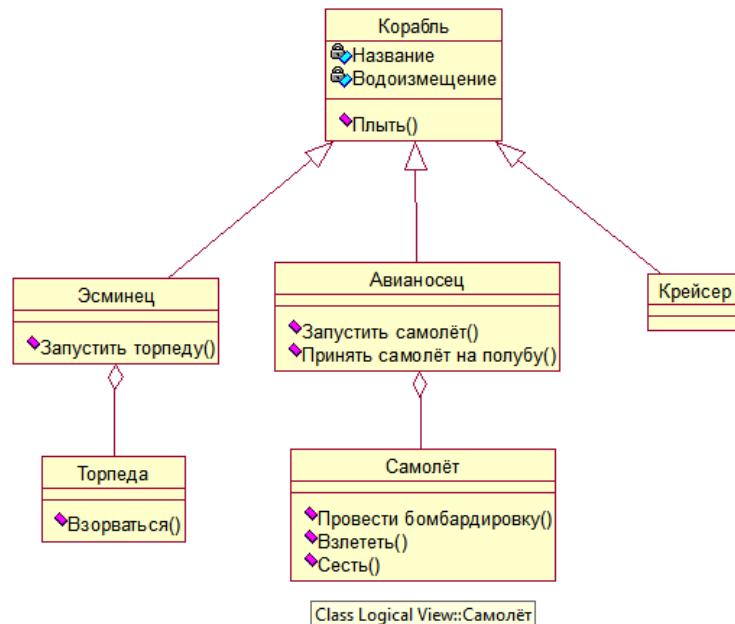 Корабль
Название
Водоизмещение
Плыть()
Эсминец
Запустить торпеду()
Авианосец
Запустить самолёт()
Принять самолёт на полубу()
Крейсер
Торпеда
Взорваться()
Самолёт
Провести бомбардировку()
Взлететь()
Сесть()
Class Logical View::Самолёт